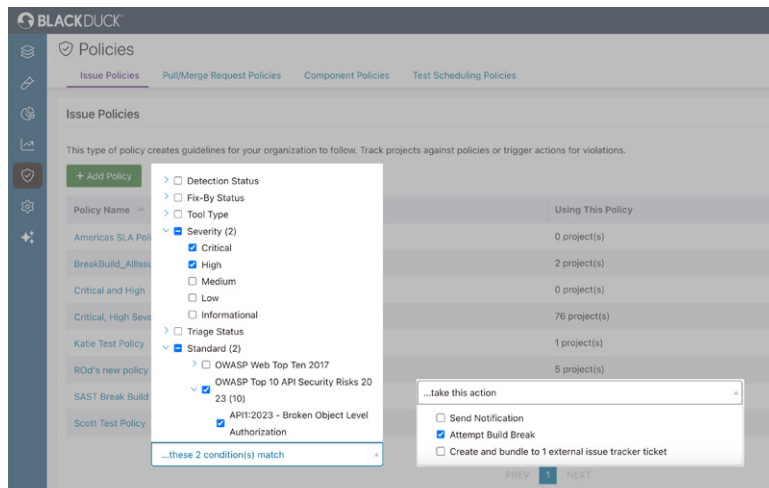 BLACKDUCK
Policies
Issue Policies
Pull/Merge Request Policies
Component Policies
Test Scheduling Policies
Issue Policies
This type of policy creates guidelines for your organization to follow. Track projects against policies or trigger actions for violations.
+ Add Policy
Policy Name
Using This Policy
Americas SLA Poli
0 project(s)
BreakBuild_AllIssu
2 project(s)
Critical and High
0 project(s)
Critical, High Seve
76 project(s)
Katie Test Policy
1 project(s)
ROd's new policy
5 project(s)
SAST Break Build
Scott Test Policy
Detection Status
Fix-By Status
Tool Type
Severity (2)
Critical
High
Medium
Low
Informational
Triage Status
Standard (2)
OWASP Web Top Ten 2017
OWASP Top 10 API Security Risks 20
23 (10)
API1:2023 - Broken Object Level
Authorization
...these 2 condition(s) match
...take this action
Send Notification
Attempt Build Break
Create and bundle to 1 external issue tracker ticket
PREV 1 NEXT